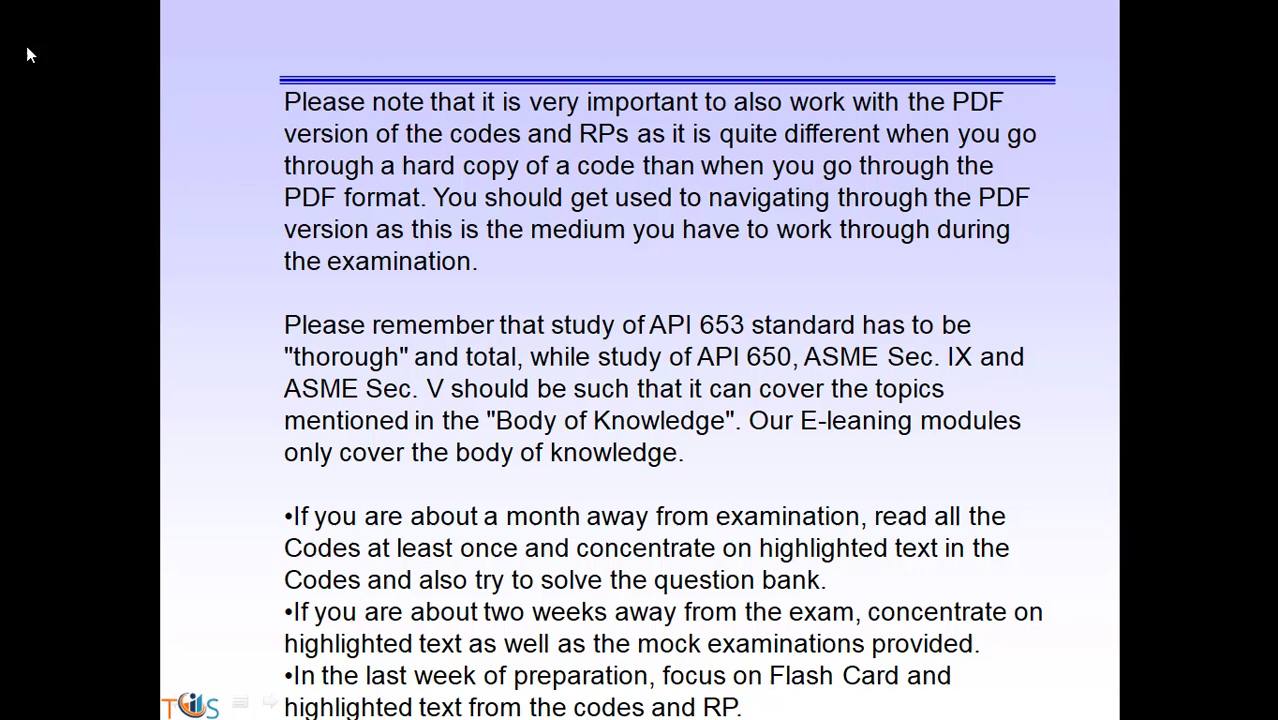 Please note that it is very important to also work with the PDF
version of the codes and RPs as it is quite different when you go
through a hard copy of a code than when you go through the
PDF format. You should get used to navigating through the PDF
version as this is the medium you have to work through during
the examination.
Please remember that study of API 653 standard has to be
"thorough" and total, while study of API 650, ASME Sec. IX and
ASME Sec. V should be such that it can cover the topics
mentioned in the "Body of Knowledge". Our E-leaning modules
only cover the body of knowledge.
•If you are about a month away from examination, read all the
Codes at least once and concentrate on highlighted text in the
Codes and also try to solve the question bank.
•If you are about two weeks away from the exam, concentrate on
highlighted text as well as the mock examinations provided.
•In the last week of preparation, focus on Flash Card and
highlighted text from the codes and RP.